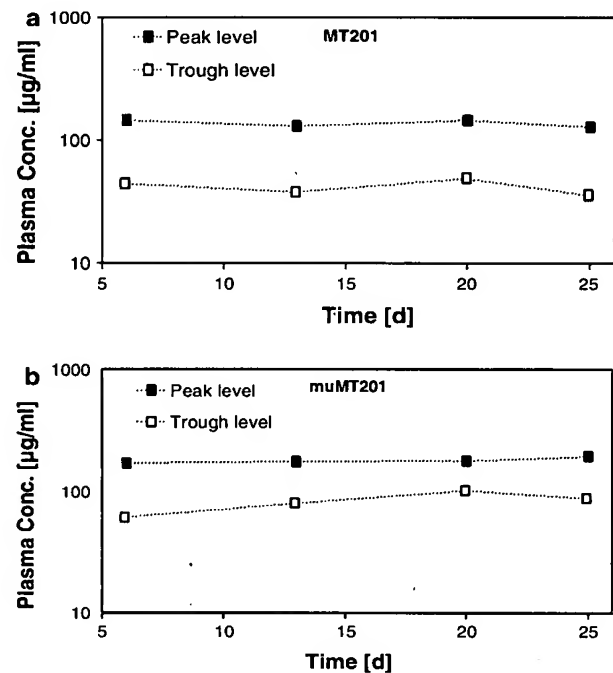 a
1000
Peak level
MT201
Trough level
100
10
Plasma Conc. [µg/ml]
5 10 15 20 25
Time [d]
b
1000
Peak level
muMT201
Trough level
100
10
Plasma Conc. [µg/ml]
5 10 15 20 25
Time [d]